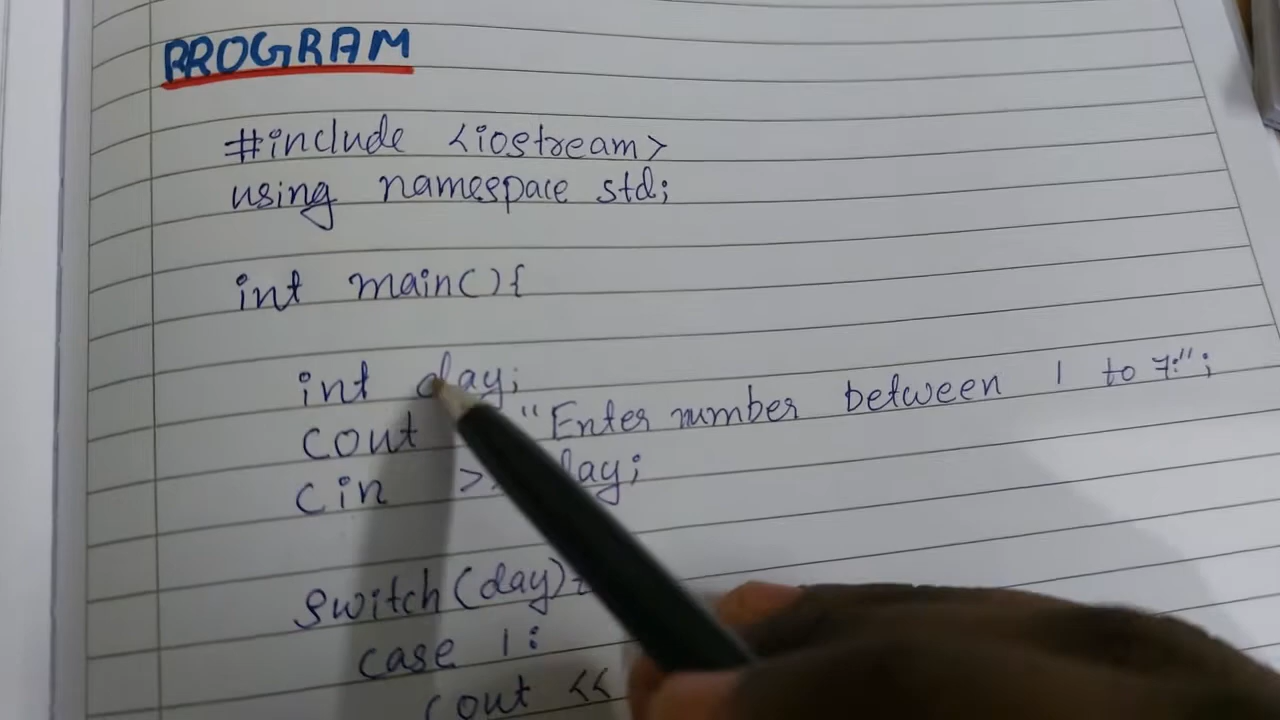 PROGRAM
#include <iostream>
using namespace std;
int main(){
int day;
cout "Enter number between 1 to 7:";
cin >> day;
switch(day){
case 1:
cout <<